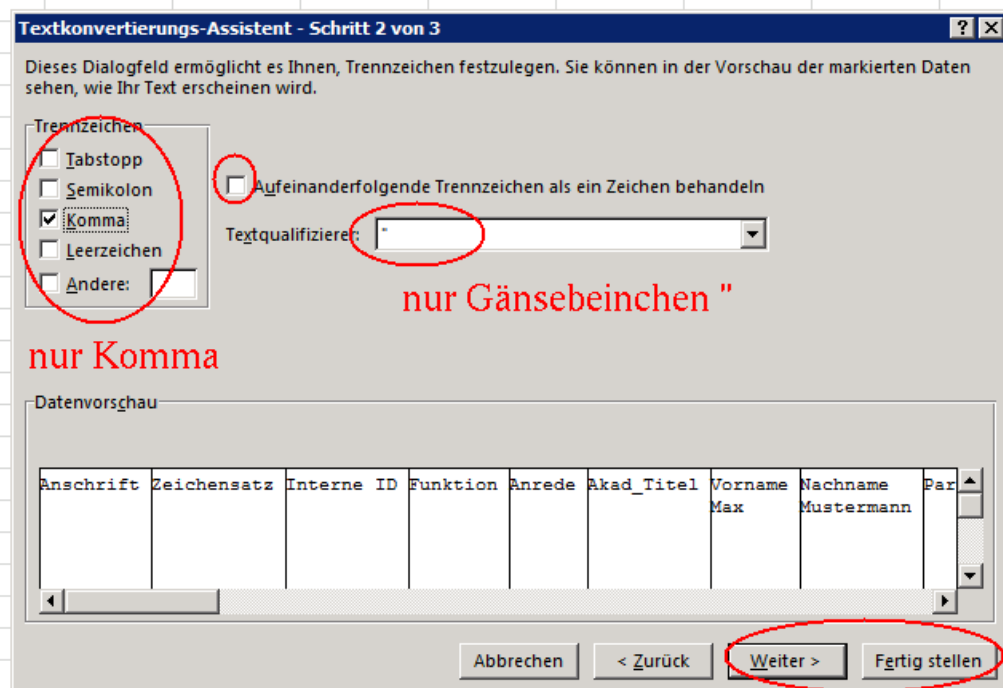 Textkonvertierungs-Assistent - Schritt 2 von 3
Dieses Dialogfeld ermöglicht es Ihnen, Trennzeichen festzulegen. Sie können in der Vorschau der markierten Daten
sehen, wie Ihr Text erscheinen wird.
Trennzeichen
Tabstopp
Semikolon
Komma
Leerzeichen
Andere:
Aufeinanderfolgende Trennzeichen als ein Zeichen behandeln
Textqualifizierer: "
nur Gänsebeinchen "
nur Komma
Datenvorschau
Anschrift Zeichensatz Interne ID Funktion Anrede Akad_Titel Vorname Nachname Par
Max Mustermann
Abbrechen < Zurück Weiter > Fertig stellen